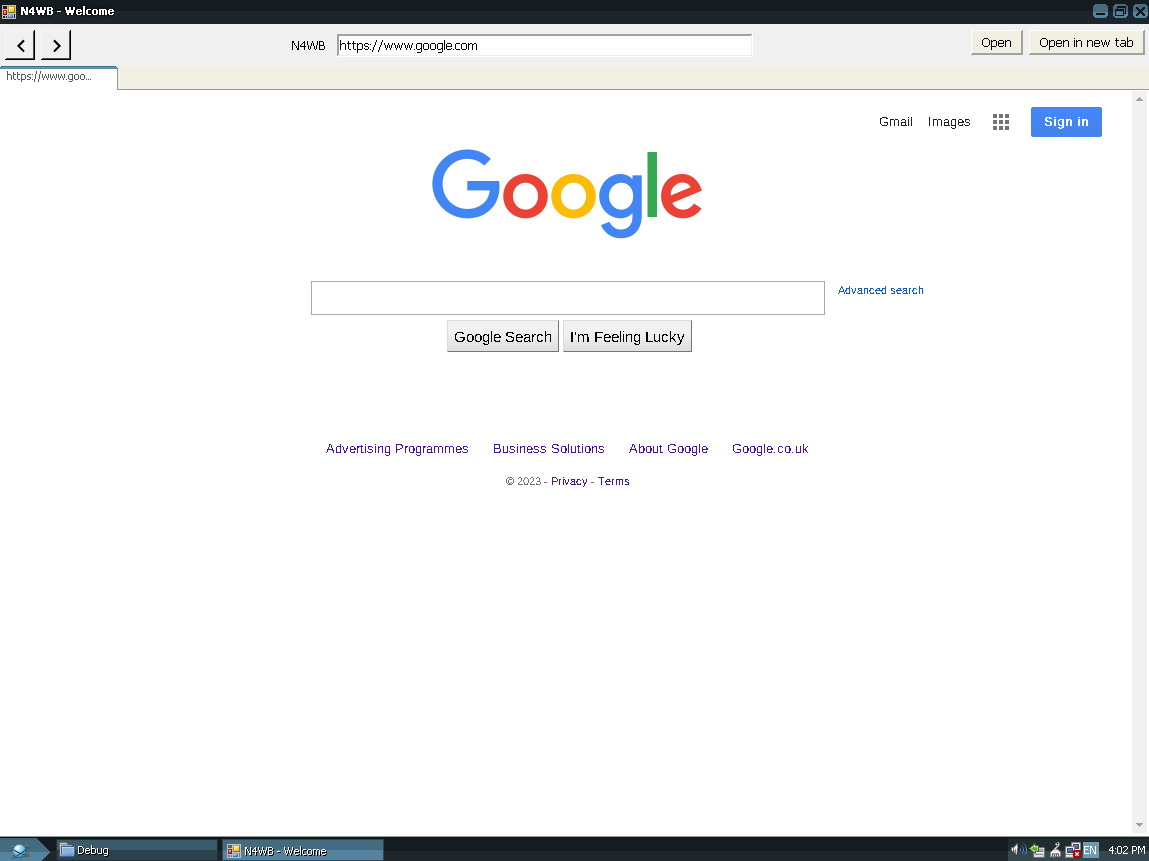 N4WB - Welcome
N4WB https://www.google.com Open Open in new tab
https://www.goo...
Gmail Images Sign in
Google
Advanced search
Google Search I'm Feeling Lucky
Advertising Programmes Business Solutions About Google Google.co.uk
© 2023 - Privacy - Terms
Debug N4WB - Welcome EN 4:02 PM